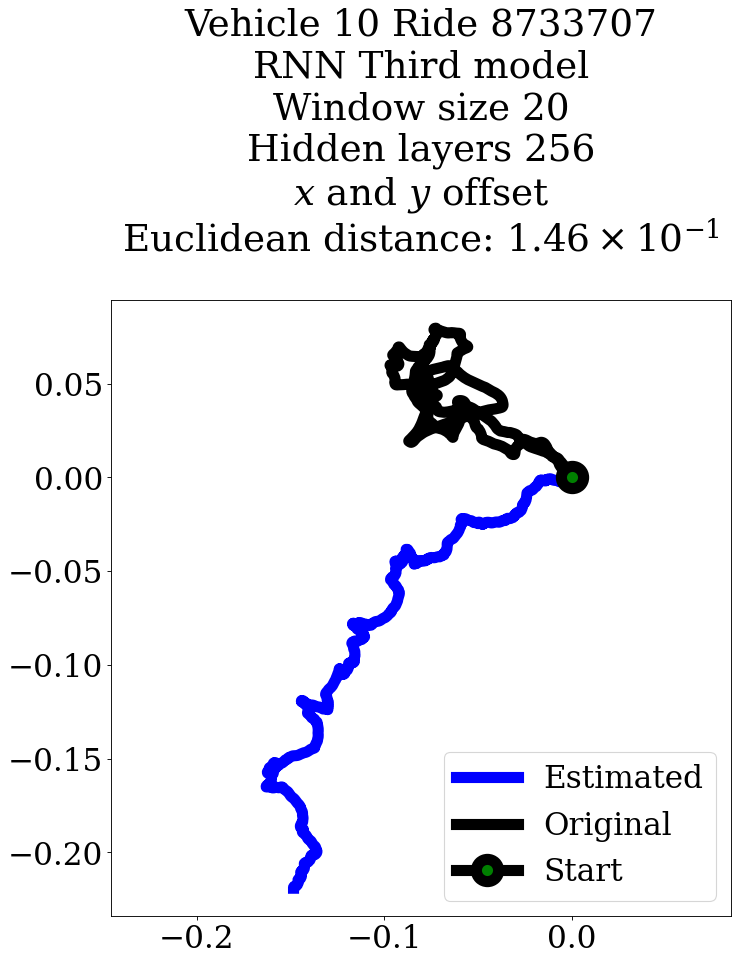 Vehicle 10 Ride 8733707
RNN Third model
Window size 20
Hidden layers 256
x and y offset
Euclidean distance: 1.46 × 10⁻¹
0.05
0.00
−0.05
−0.10
−0.15
−0.20
Estimated
Original
Start
−0.2
−0.1
0.0